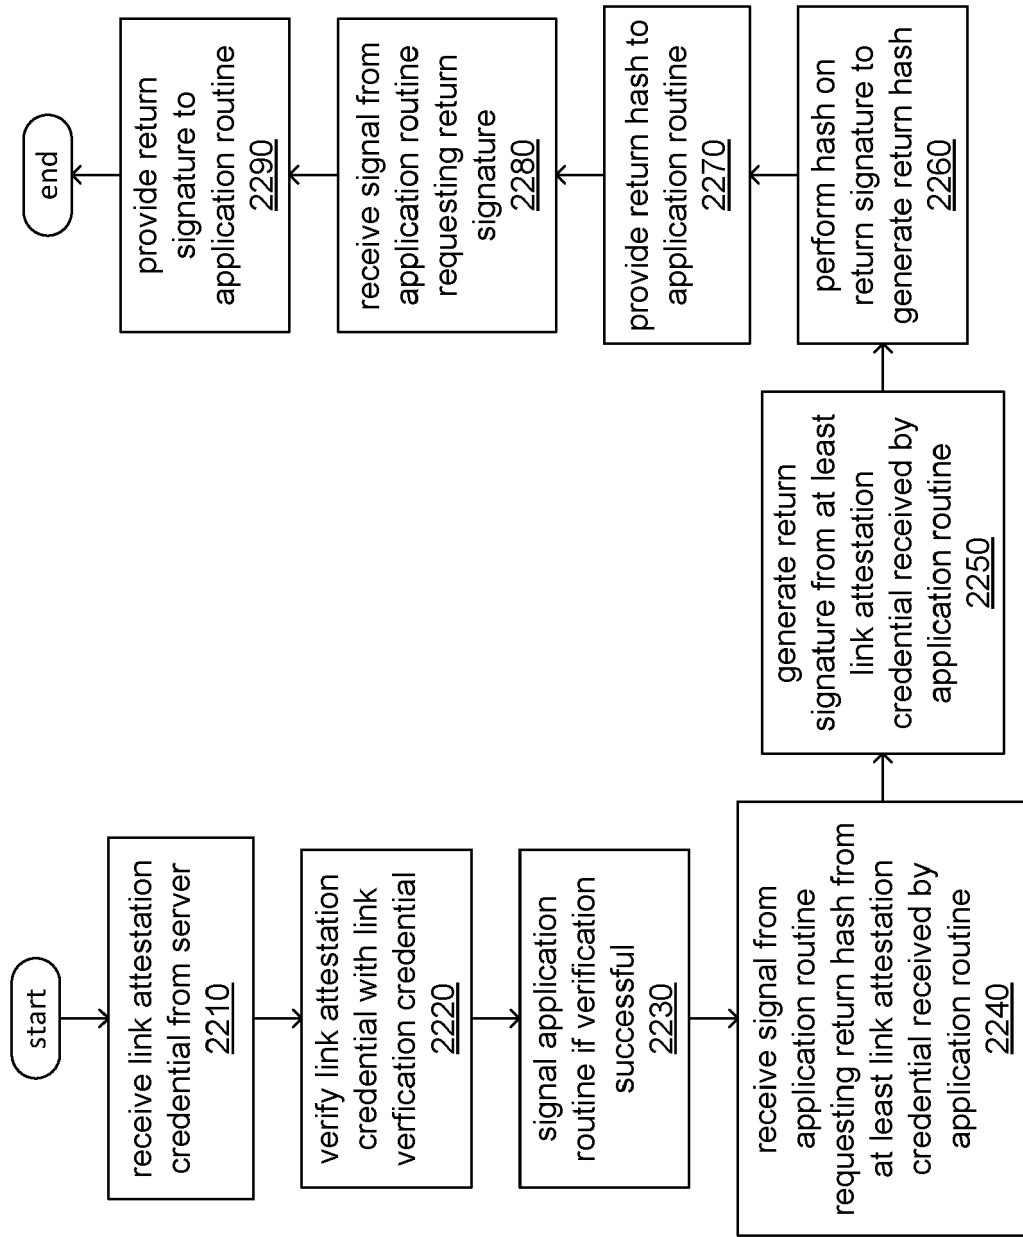 start
receive link attestation
credential from server
2210
verify link attestation
credential with link
verfication credential
2220
signal application
routine if verification
successful
2230
receive signal from
application routine
requesting return hash from
at least link attestation
credential received by
application routine
2240
generate return
signature from at least
link attestation
credential received by
application routine
2250
perform hash on
return signature to
generate return hash
2260
provide return hash to
application routine
2270
receive signal from
application routine
requesting return
signature
2280
provide return
signature to
application routine
2290
end